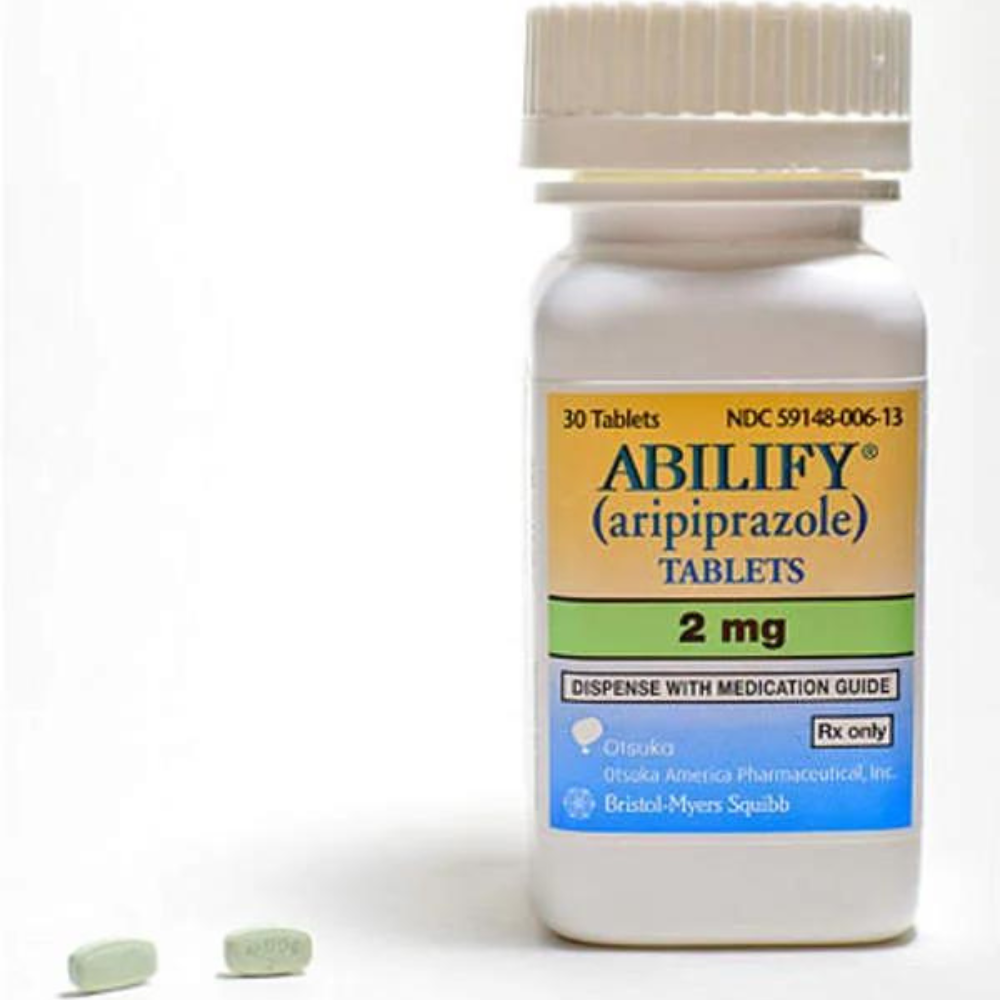 30 Tablets NDC 59148-006-13
ABILIFY®
(aripiprazole)
TABLETS
2 mg
DISPENSE WITH MEDICATION GUIDE
Rx only
Otsuka
Otsuka America Pharmaceutical, Inc.
Bristol-Myers Squibb